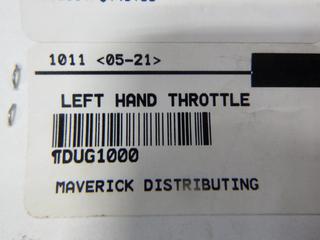 1011 <05-21>
LEFT HAND THROTTLE
¶DUG1000
MAVERICK DISTRIBUTING